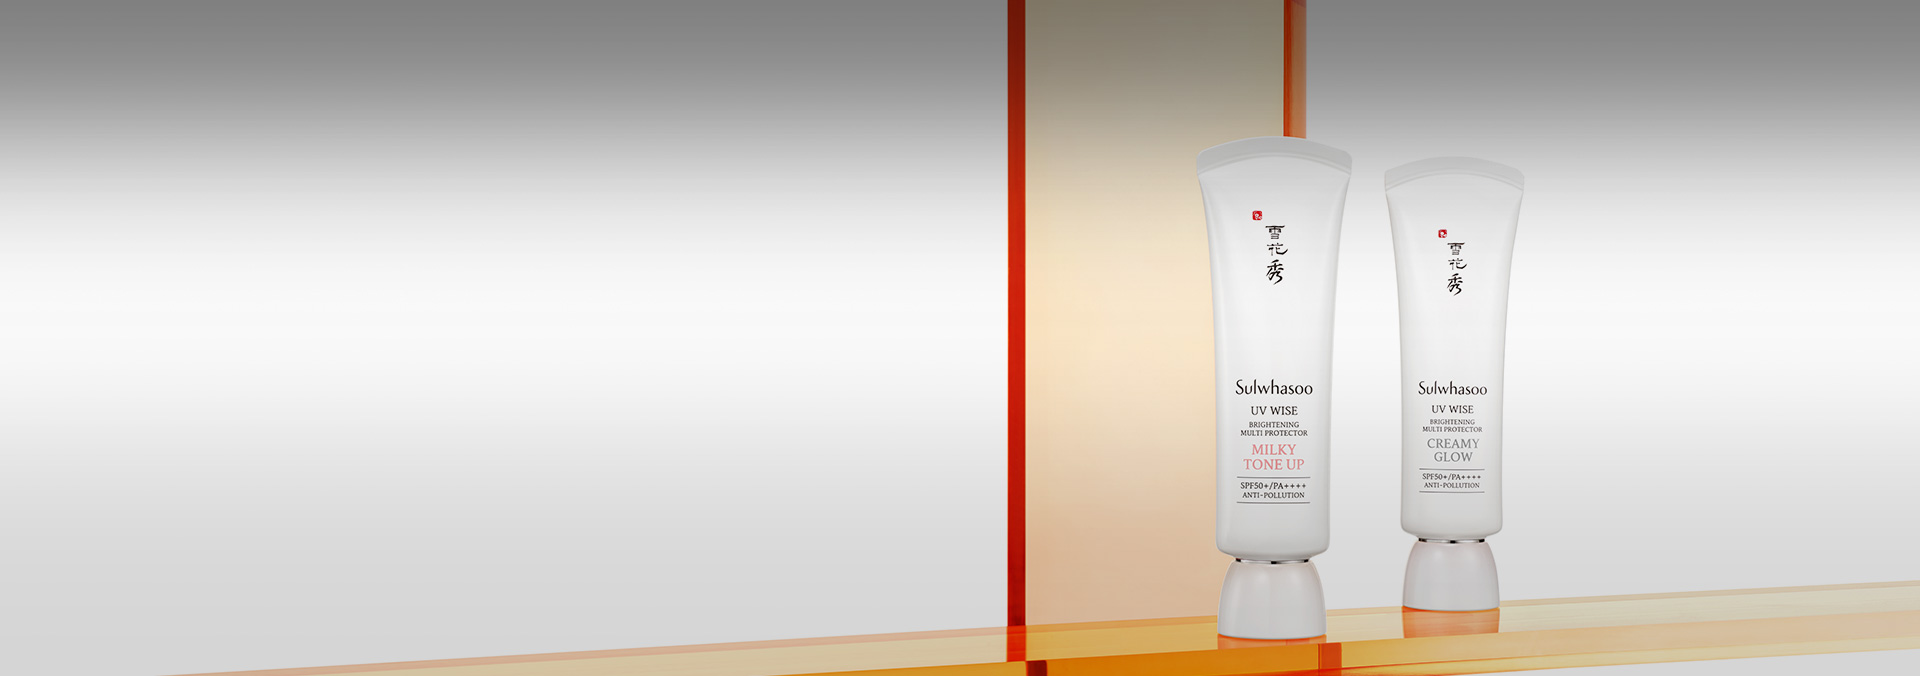 雪花秀
Sulwhasoo
UV WISE
BRIGHTENING
MULTI PROTECTOR
MILKY
TONE UP
SPF50+/PA++++
ANTI-POLLUTION
雪花秀
Sulwhasoo
UV WISE
BRIGHTENING
MULTI PROTECTOR
CREAMY
GLOW
SPF50+/PA++++
ANTI-POLLUTION